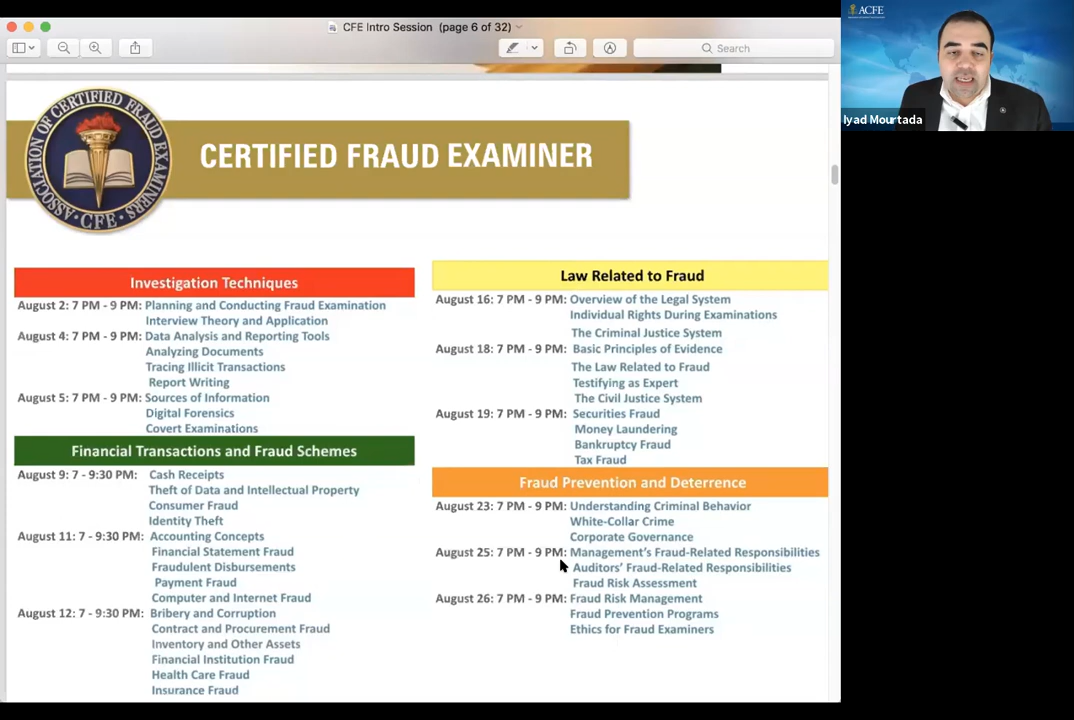 CFE Intro Session (page 6 of 32)
Search
ACFE
Iyad Mourtada
ASSOCIATION OF CERTIFIED FRAUD EXAMINERS
CFE
CERTIFIED FRAUD EXAMINER
Investigation Techniques
August 2: 7 PM - 9 PM: Planning and Conducting Fraud Examination
Interview Theory and Application
August 4: 7 PM - 9 PM: Data Analysis and Reporting Tools
Analyzing Documents
Tracing Illicit Transactions
Report Writing
August 5: 7 PM - 9 PM: Sources of Information
Digital Forensics
Covert Examinations
Financial Transactions and Fraud Schemes
August 9: 7 - 9:30 PM: Cash Receipts
Theft of Data and Intellectual Property
Consumer Fraud
Identity Theft
August 11: 7 - 9:30 PM: Accounting Concepts
Financial Statement Fraud
Fraudulent Disbursements
Payment Fraud
Computer and Internet Fraud
August 12: 7 - 9:30 PM: Bribery and Corruption
Contract and Procurement Fraud
Inventory and Other Assets
Financial Institution Fraud
Health Care Fraud
Insurance Fraud
Law Related to Fraud
August 16: 7 PM - 9 PM: Overview of the Legal System
Individual Rights During Examinations
The Criminal Justice System
August 18: 7 PM - 9 PM: Basic Principles of Evidence
The Law Related to Fraud
Testifying as Expert
The Civil Justice System
August 19: 7 PM - 9 PM: Securities Fraud
Money Laundering
Bankruptcy Fraud
Tax Fraud
Fraud Prevention and Deterrence
August 23: 7 PM - 9 PM: Understanding Criminal Behavior
White-Collar Crime
Corporate Governance
August 25: 7 PM - 9 PM: Management's Fraud-Related Responsibilities
Auditors' Fraud-Related Responsibilities
Fraud Risk Assessment
August 26: 7 PM - 9 PM: Fraud Risk Management
Fraud Prevention Programs
Ethics for Fraud Examiners